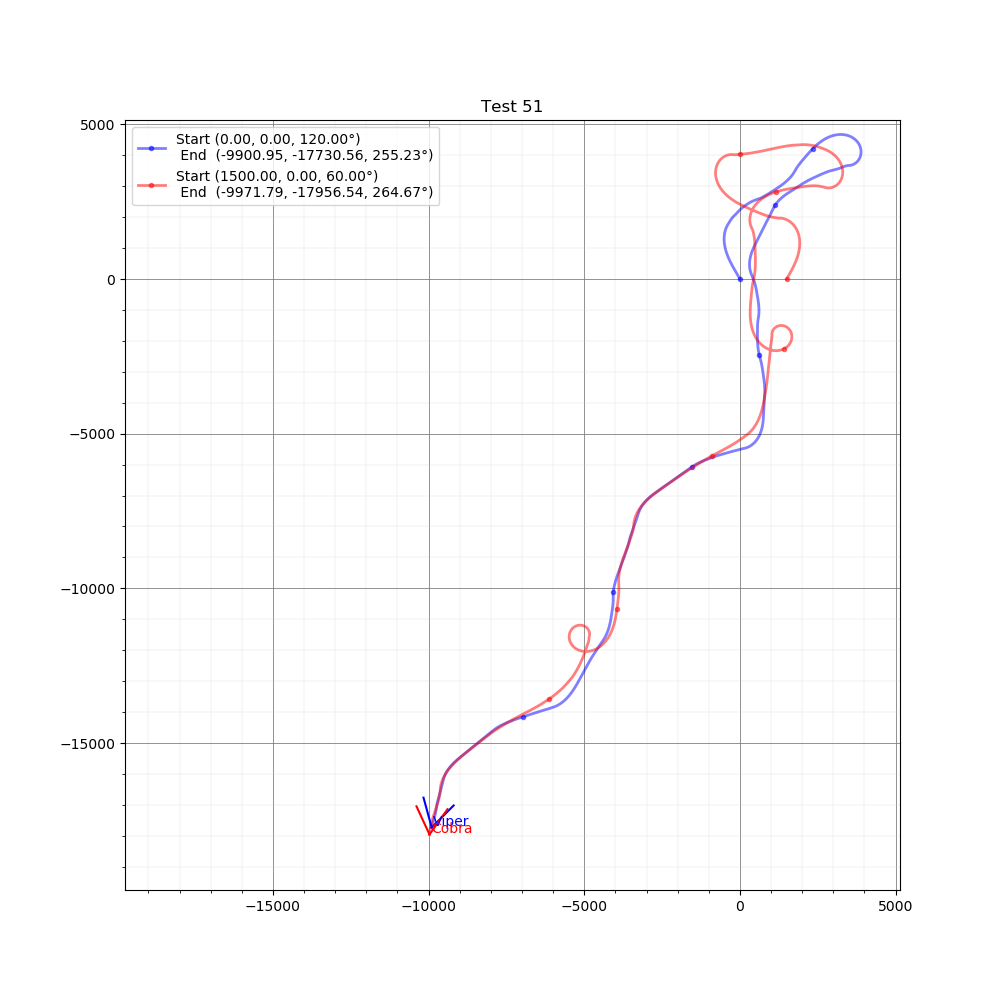 Test 51
Start (0.00, 0.00, 120.00°)
End (-9900.95, -17730.56, 255.23°)
Start (1500.00, 0.00, 60.00°)
End (-9971.79, -17956.54, 264.67°)
5000
0
−5000
−10000
−15000
Viper
Cobra
−15000 −10000 −5000 0 5000